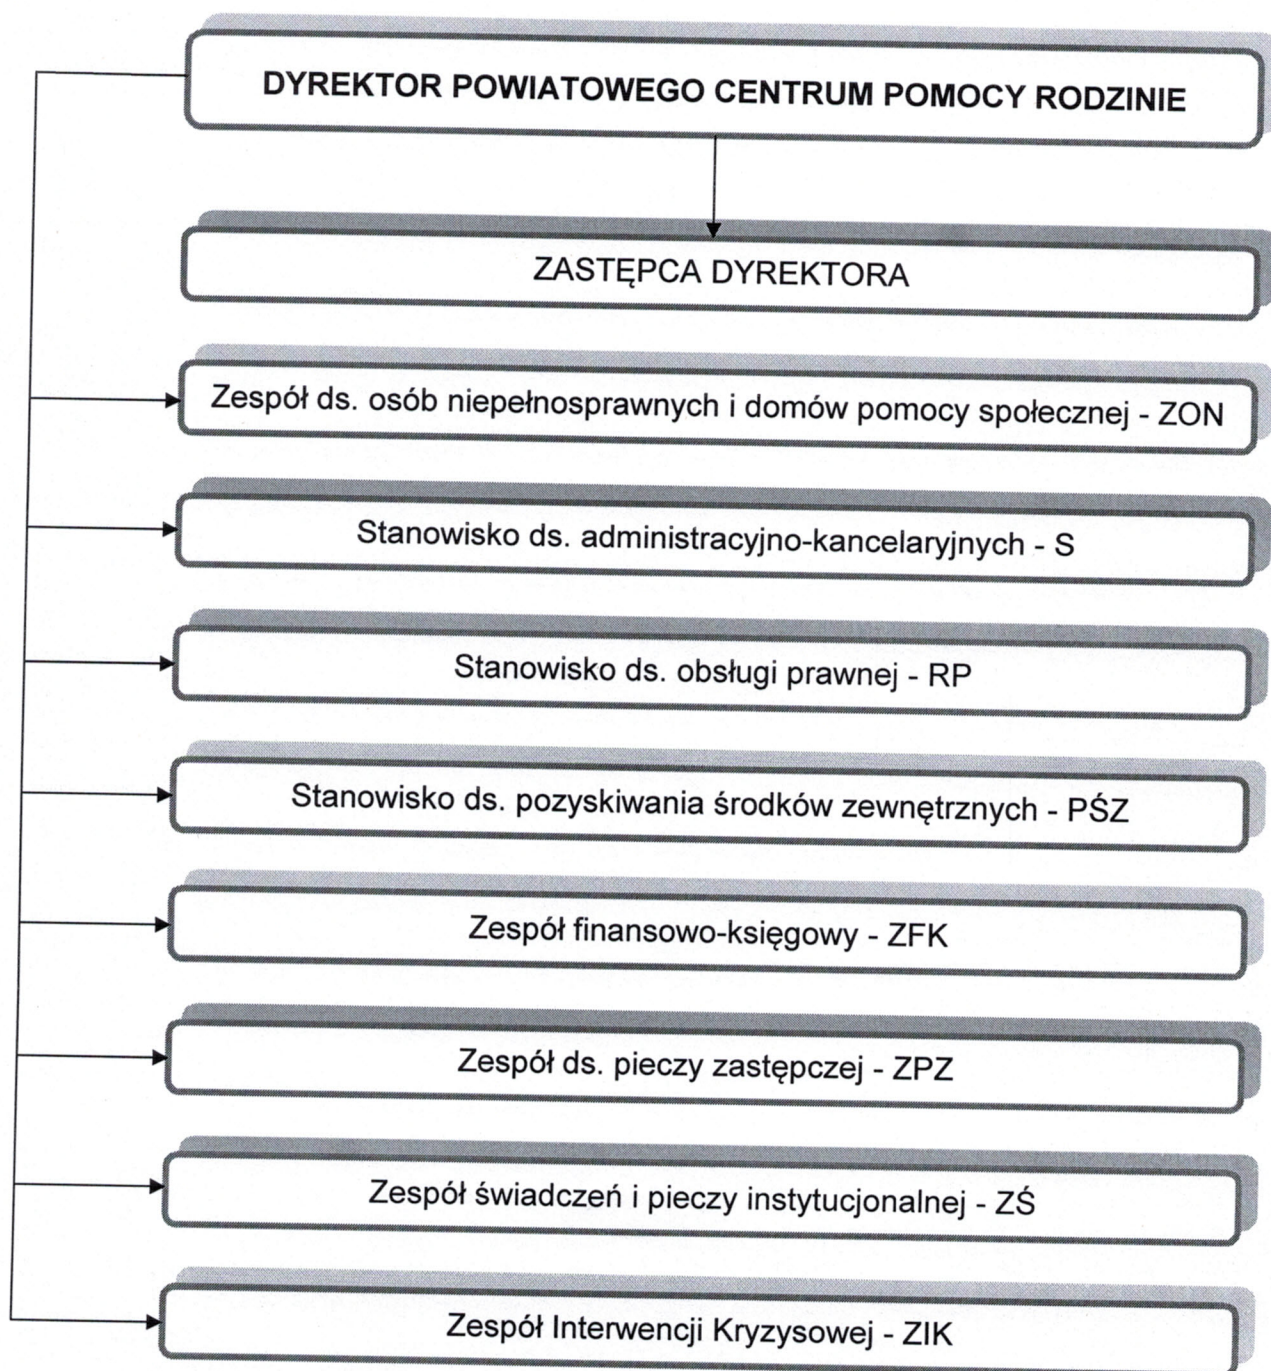 DYREKTOR POWIATOWEGO CENTRUM POMOCY RODZINIE
ZASTĘPCA DYREKTORA
Zespół ds. osób niepełnosprawnych i domów pomocy społecznej - ZON
Stanowisko ds. administracyjno-kancelaryjnych - S
Stanowisko ds. obsługi prawnej - RP
Stanowisko ds. pozyskiwania środków zewnętrznych - PŚZ
Zespół finansowo-księgowy - ZFK
Zespół ds. pieczy zastępczej - ZPZ
Zespół świadczeń i pieczy instytucjonalnej - ZŚ
Zespół Interwencji Kryzysowej - ZIK